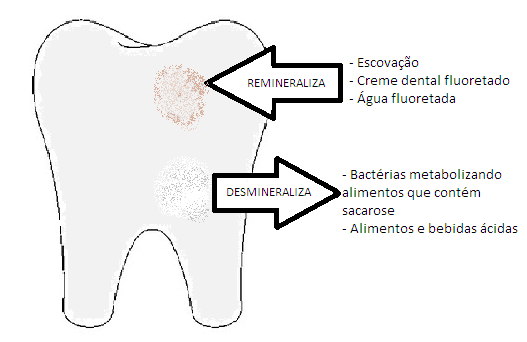 REMINERALIZA
- Escovação
- Creme dental fluoretado
- Água fluoretada
DESMINERALIZA
- Bactérias metabolizando
alimentos que contém
sacarose
- Alimentos e bebidas ácidas